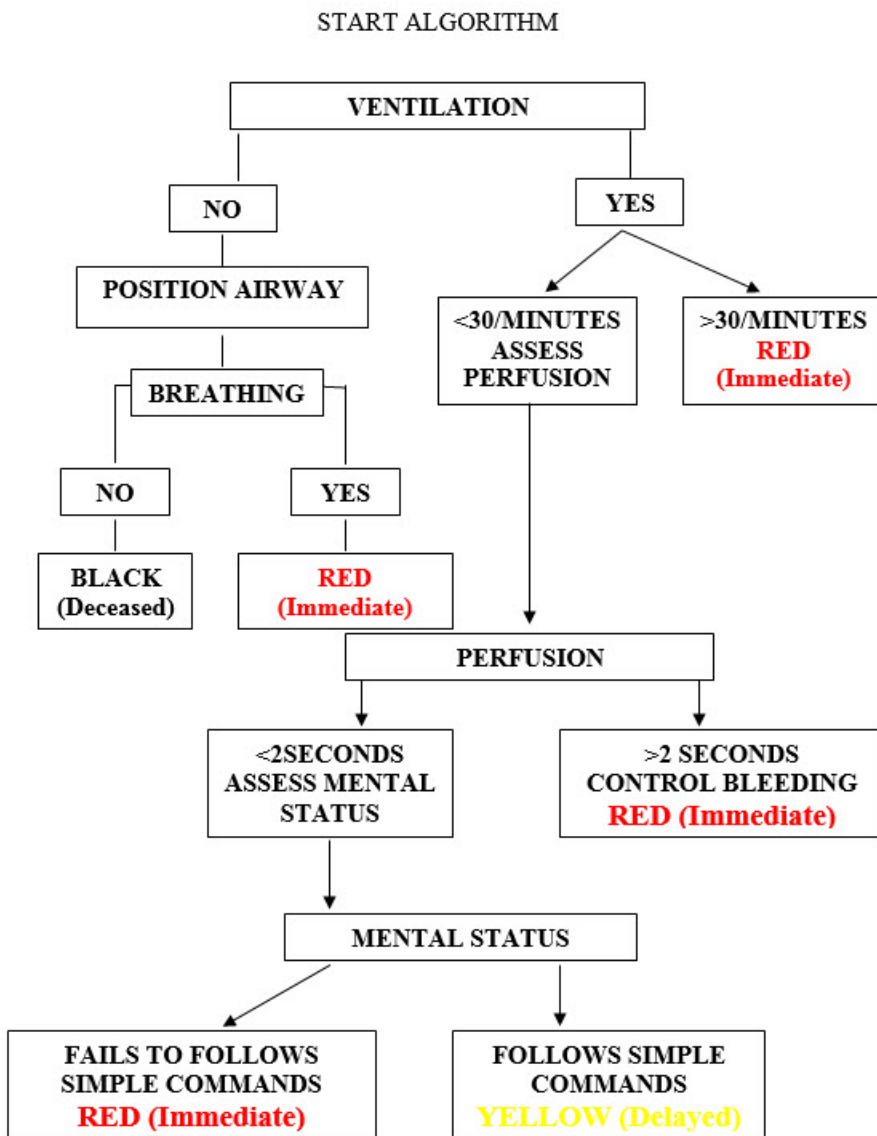 START ALGORITHM
VENTILATION
NO
YES
POSITION AIRWAY
<30/MINUTES
ASSESS
PERFUSION
>30/MINUTES
RED
(Immediate)
BREATHING
NO
YES
BLACK
(Deceased)
RED
(Immediate)
PERFUSION
<2SECONDS
ASSESS MENTAL
STATUS
>2 SECONDS
CONTROL BLEEDING
RED (Immediate)
MENTAL STATUS
FAILS TO FOLLOWS
SIMPLE COMMANDS
RED (Immediate)
FOLLOWS SIMPLE
COMMANDS
YELLOW (Delayed)